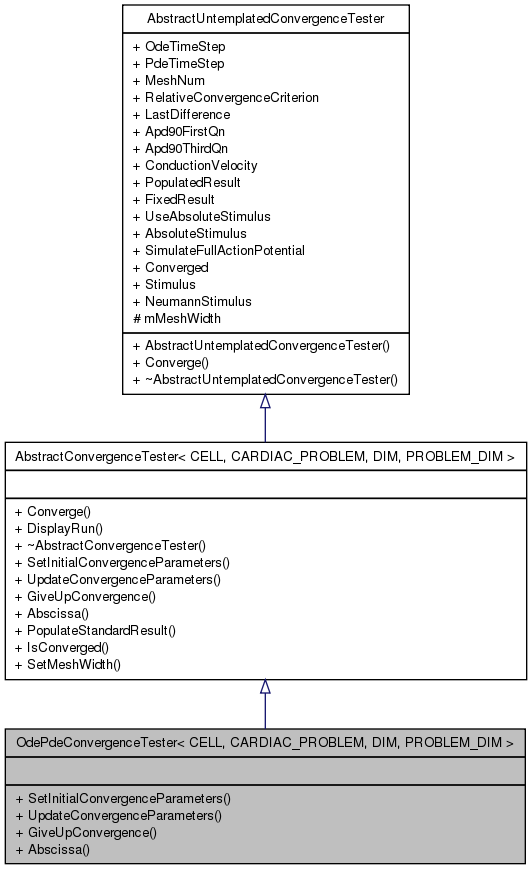 AbstractUntemplatedConvergenceTester
+ OdeTimeStep
+ PdeTimeStep
+ MeshNum
+ RelativeConvergenceCriterion
+ LastDifference
+ Apd90FirstQn
+ Apd90ThirdQn
+ ConductionVelocity
+ PopulatedResult
+ FixedResult
+ UseAbsoluteStimulus
+ AbsoluteStimulus
+ SimulateFullActionPotential
+ Converged
+ Stimulus
+ NeumannStimulus
# mMeshWidth
+ AbstractUntemplatedConvergenceTester()
+ Converge()
+ ~AbstractUntemplatedConvergenceTester()
AbstractConvergenceTester< CELL, CARDIAC_PROBLEM, DIM, PROBLEM_DIM >
+ Converge()
+ DisplayRun()
+ ~AbstractConvergenceTester()
+ SetInitialConvergenceParameters()
+ UpdateConvergenceParameters()
+ GiveUpConvergence()
+ Abscissa()
+ PopulateStandardResult()
+ IsConverged()
+ SetMeshWidth()
OdePdeConvergenceTester< CELL, CARDIAC_PROBLEM, DIM, PROBLEM_DIM >
+ SetInitialConvergenceParameters()
+ UpdateConvergenceParameters()
+ GiveUpConvergence()
+ Abscissa()